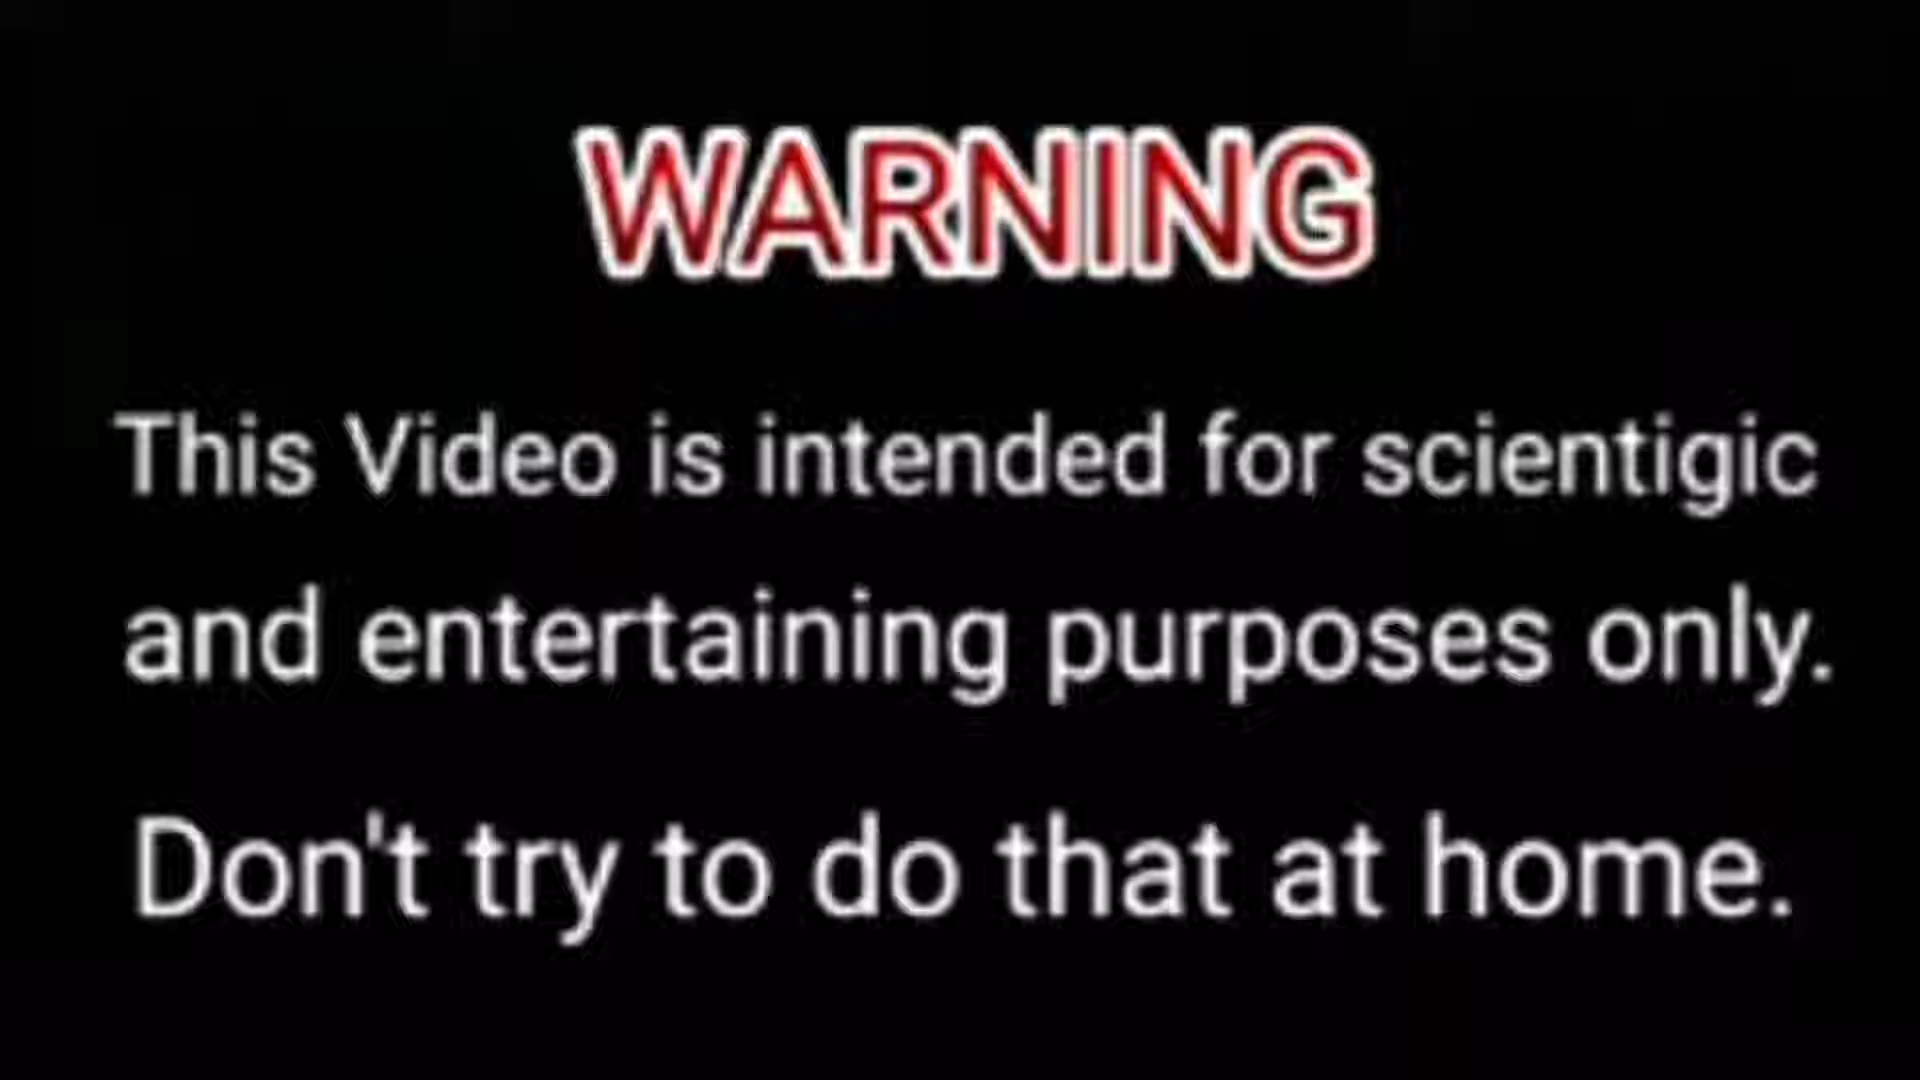 WARNING
This Video is intended for scientigic
and entertaining purposes only.
Don't try to do that at home.